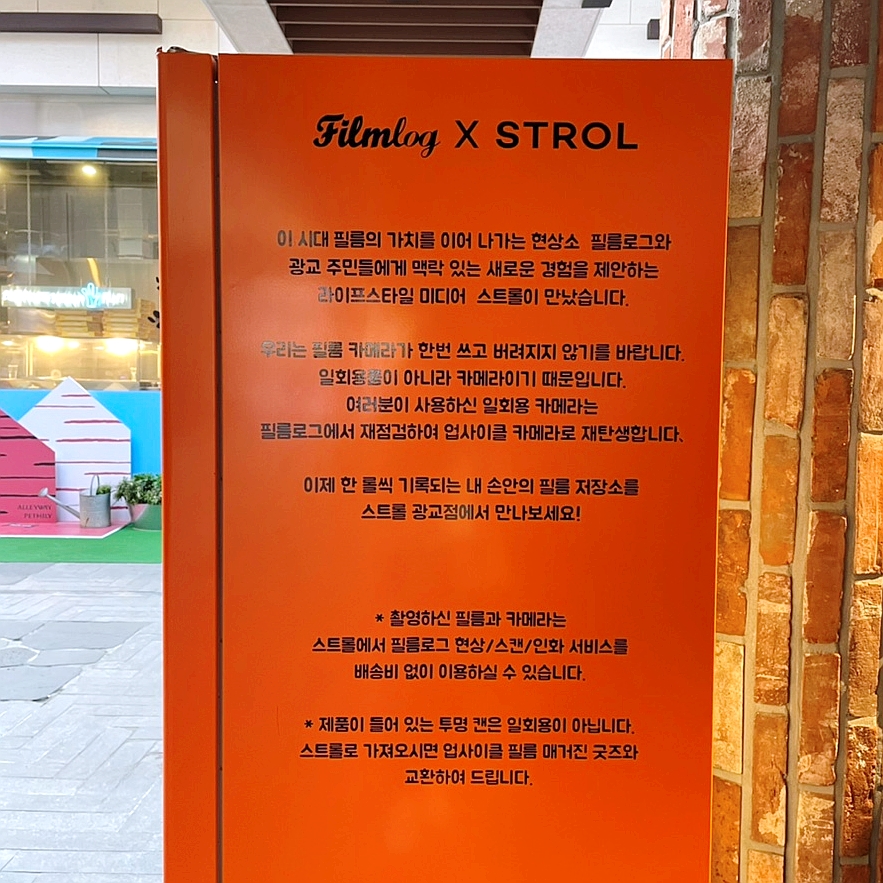 Filmlog X STROL
이 시대 필름의 가치를 이어 나가는 현상소 필름로그와
광교 주민들에게 맥락 있는 새로운 경험을 제안하는
라이프스타일 미디어 스트롤이 만났습니다.
우리는 필름 카메라가 한번 쓰고 버려지지 않기를 바랍니다.
일회용품이 아니라 카메라이기 때문입니다.
여러분이 사용하신 일회용 카메라는
필름로그에서 재점검하여 업사이클 카메라로 재탄생합니다.
이제 한 롤씩 기록되는 내 손안의 필름 저장소를
스트롤 광교점에서 만나보세요!
* 촬영하신 필름과 카메라는
스트롤에서 필름로그 현상/스캔/인화 서비스를
배송비 없이 이용하실 수 있습니다.
* 제품이 들어 있는 투명 캔은 일회용이 아닙니다.
스트롤로 가져오시면 업사이클 필름 매거진 굿즈와
교환하여 드립니다.
ALLEYWAY
PETMILY